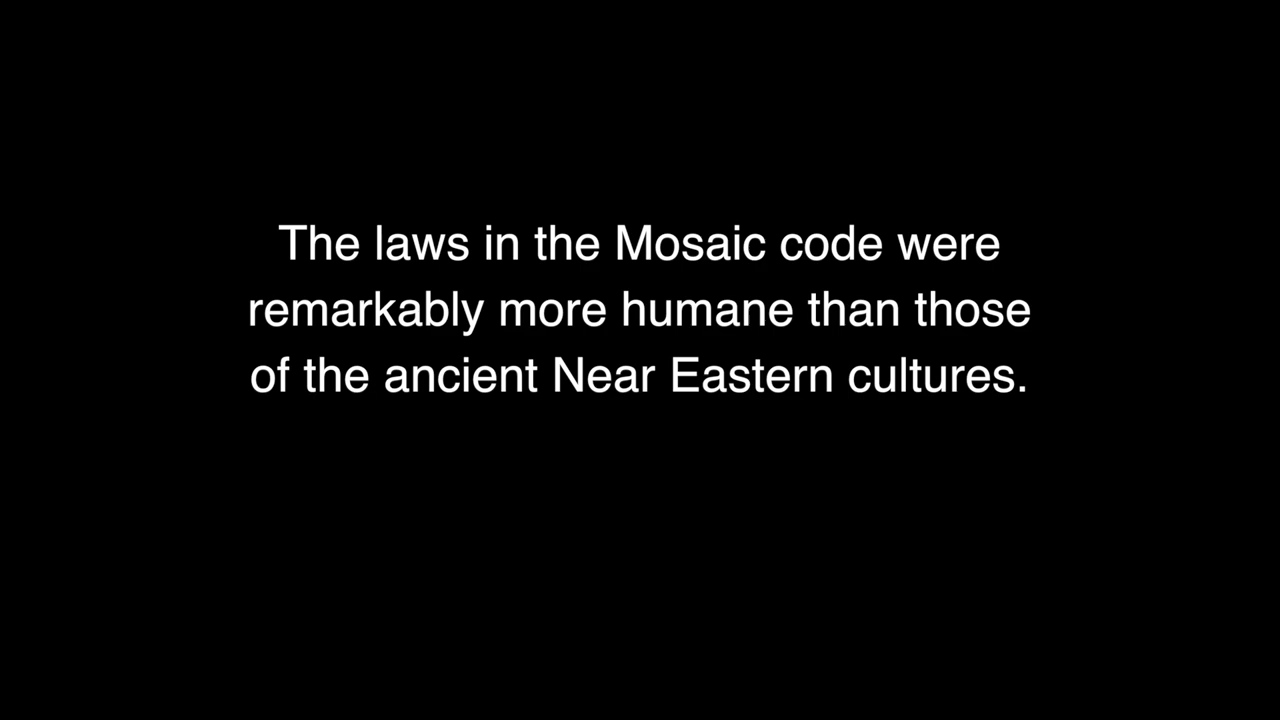 The laws in the Mosaic code were
remarkably more humane than those
of the ancient Near Eastern cultures.